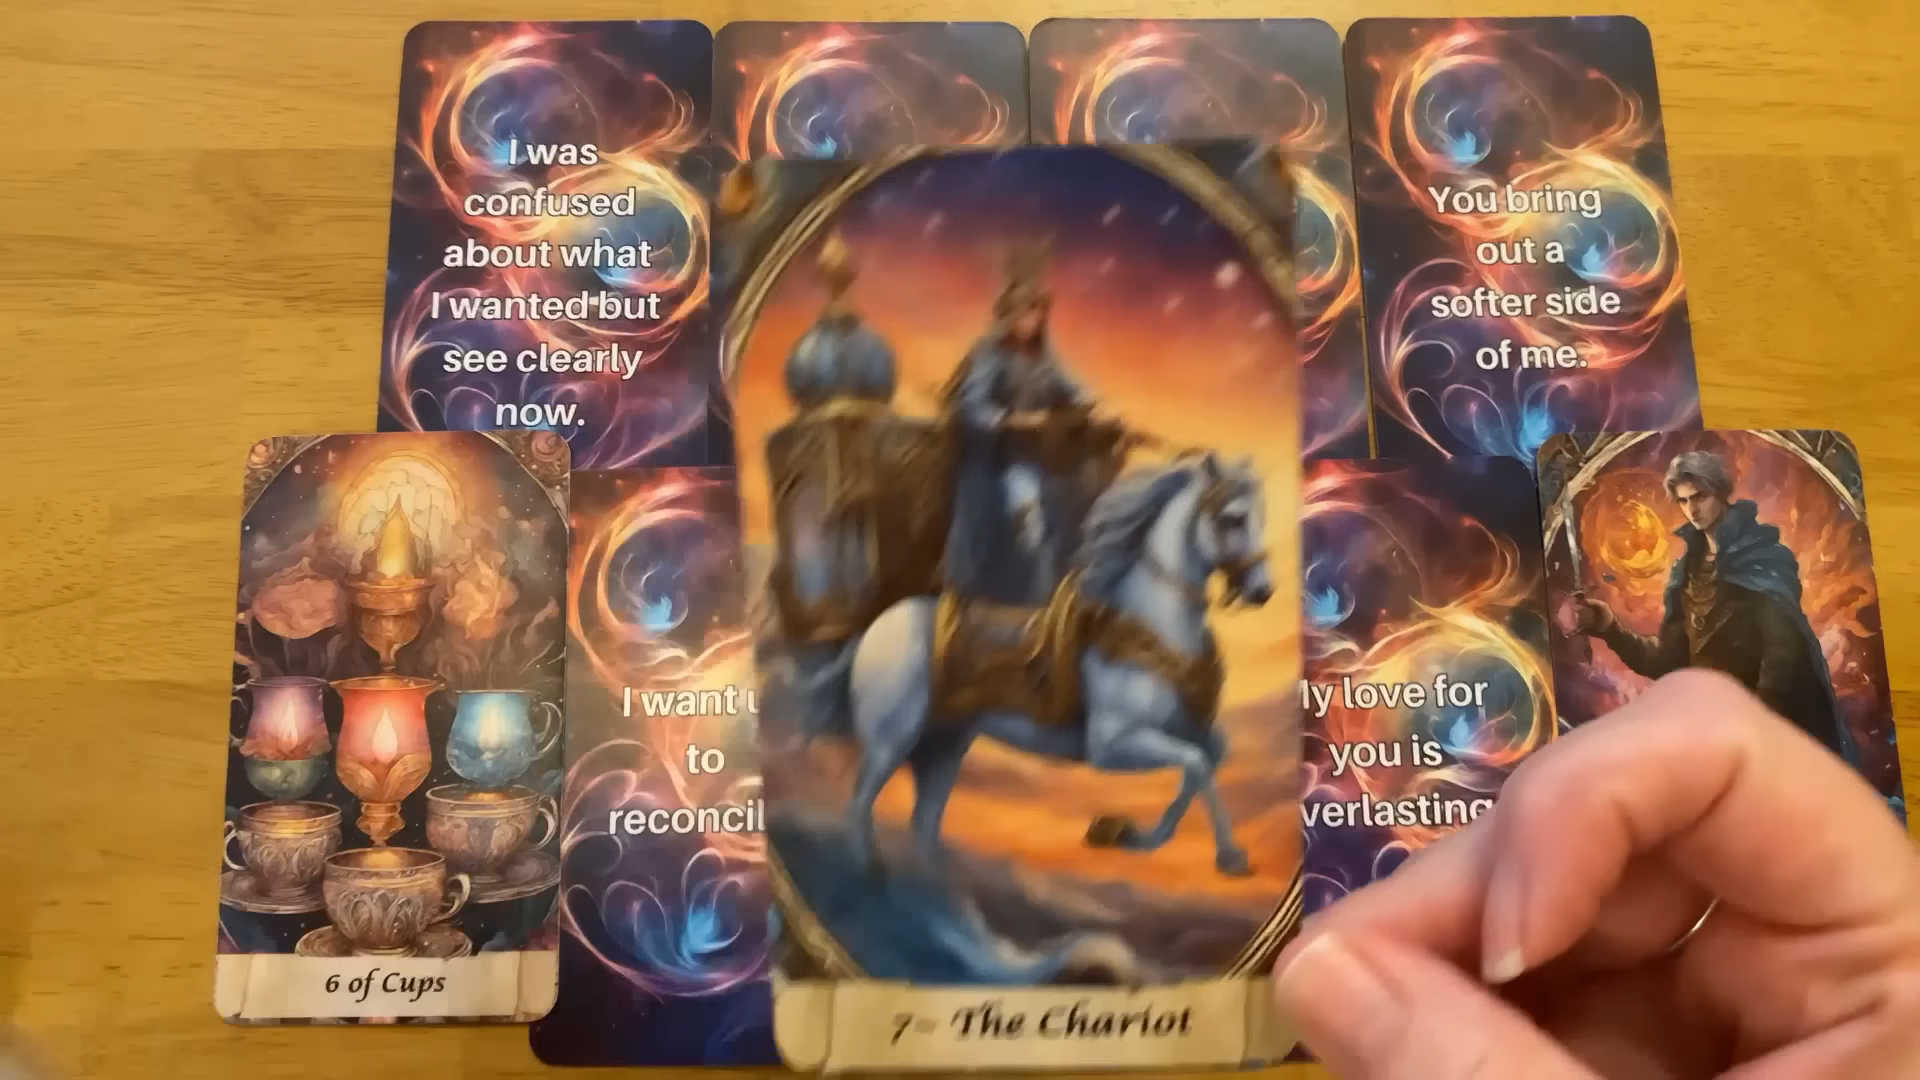 I was
confused
about what
I wanted but
see clearly
now.
You bring
out a
softer side
of me.
I want
to
reconcil
ly love for
you is
verlasting
6 of Cups
7~ The Chariot